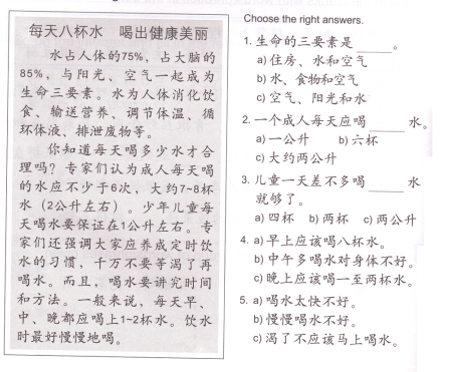 每天八杯水 喝出健康美丽
水占人体的75%，占大脑的
85%，与阳光、空气一起成为
生命三要素。水为人体消化饮
食、输送营养、调节体温、循
环体液、排泄废物等。
你知道每天喝多少水才合
理吗？专家们认为成人每天喝
的水应不少于6次，大约7~8杯
水（2公升左右）。少年儿童每
天喝水要保证在1公升左右。专
家们还强调大家应养成定时饮
水的习惯，千万不要等渴了再
喝水。而且，喝水要讲究时间
和方法。一般来说，每天早、
中、晚都应喝上1~2杯水。饮水
时最好慢慢地喝。
Choose the right answers.
1. 生命的三要素是______。
a) 住房、水和空气
b) 水、食物和空气
c) 空气、阳光和水
2. 一个成人每天应喝______水。
a) 一公升 b) 六杯
c) 大约两公升
3. 儿童一天差不多喝______水
就够了。
a) 四杯 b) 两杯 c) 两公升
4. a) 早上应该喝八杯水。
b) 中午多喝水对身体不好。
c) 晚上应该喝一至两杯水。
5. a) 喝水太快不好。
b) 慢慢喝水不好。
c) 渴了不应该马上喝水。